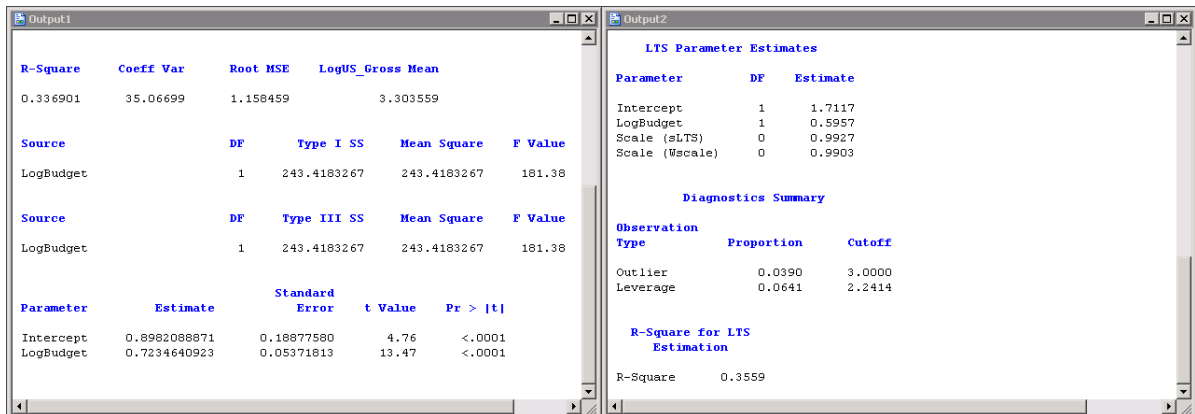 Output1
R-Square Coeff Var Root MSE LogUS_Gross Mean
0.336901 35.06699 1.158459 3.303559
Source DF Type I SS Mean Square F Value
LogBudget 1 243.4183267 243.4183267 181.38
Source DF Type III SS Mean Square F Value
LogBudget 1 243.4183267 243.4183267 181.38
Standard
Parameter Estimate Error t Value Pr > |t|
Intercept 0.8982088871 0.18877580 4.76 <.0001
LogBudget 0.7234640923 0.05371813 13.47 <.0001
Output2
LTS Parameter Estimates
Parameter DF Estimate
Intercept 1 1.7117
LogBudget 1 0.5957
Scale (sLTS) 0 0.9927
Scale (Wscale) 0 0.9903
Diagnostics Summary
Observation
Type Proportion Cutoff
Outlier 0.0390 3.0000
Leverage 0.0641 2.2414
R-Square for LTS
Estimation
R-Square 0.3559